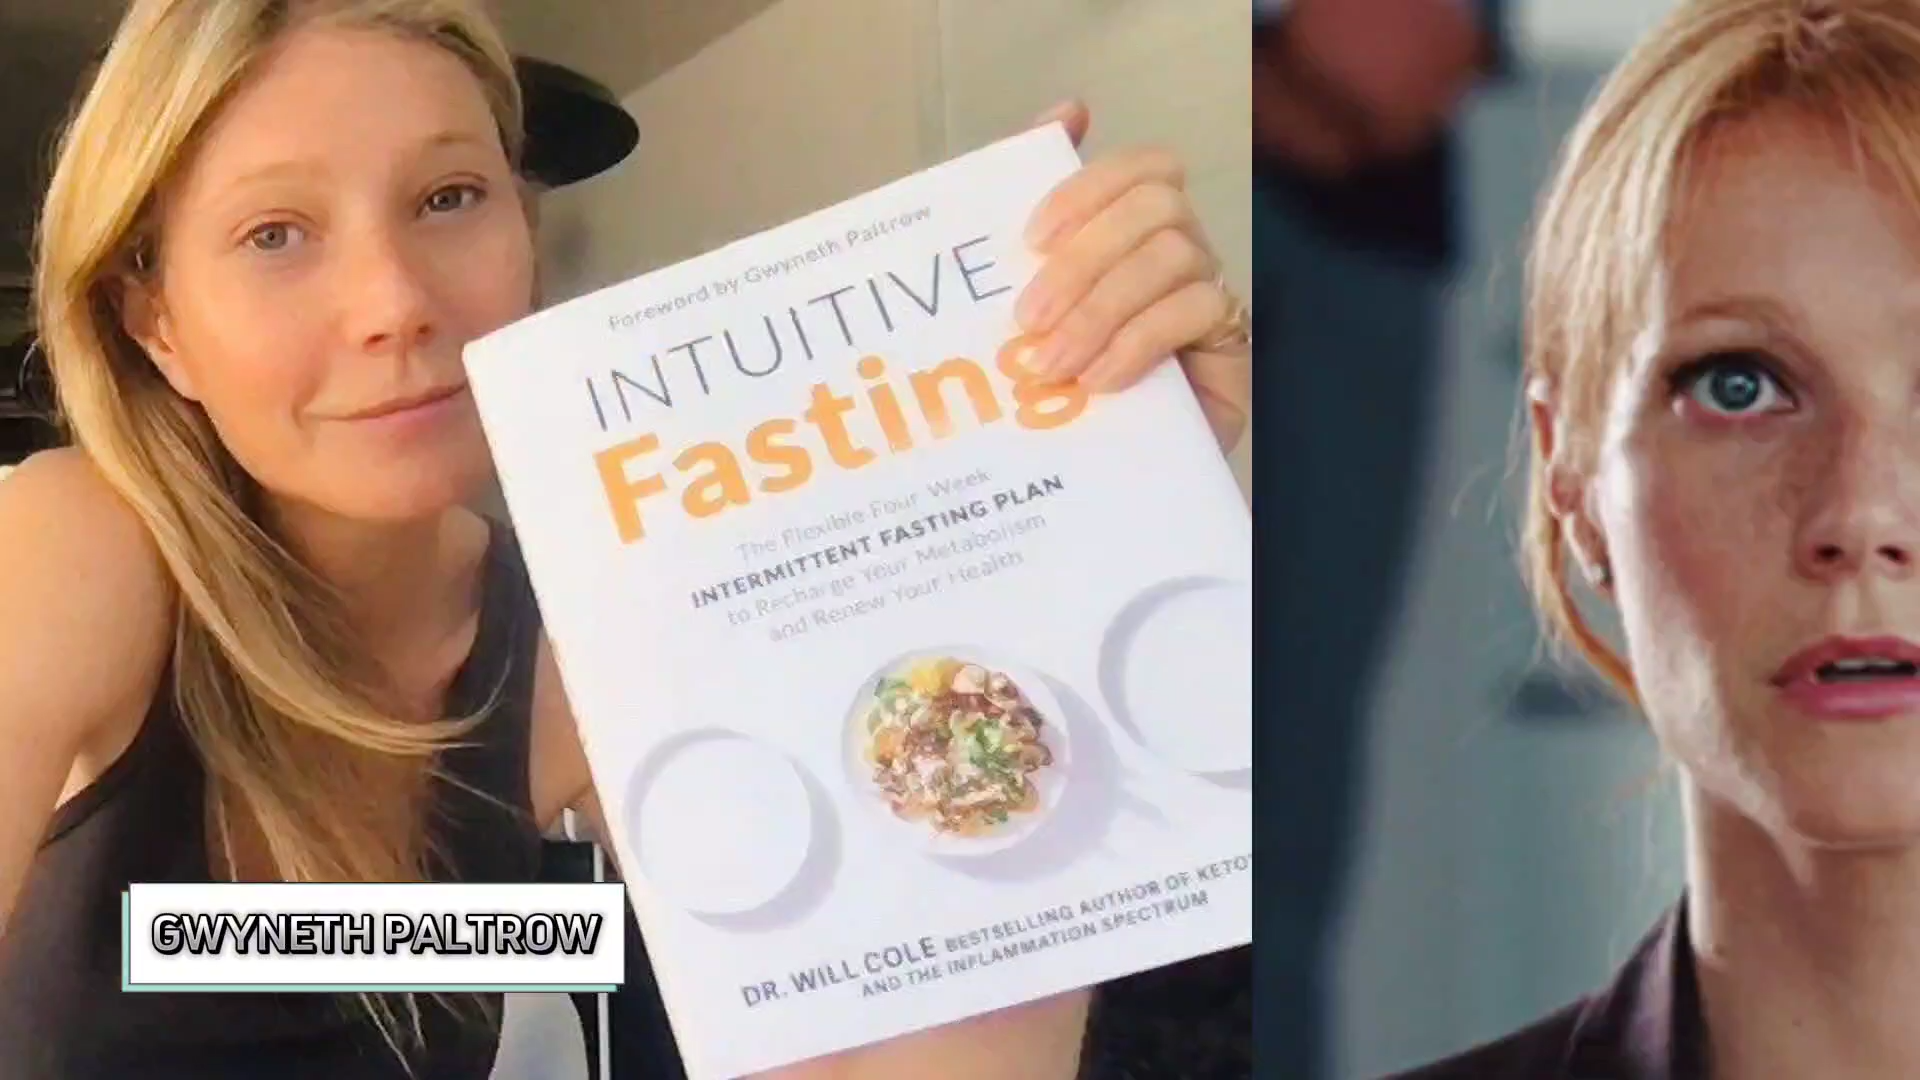 Foreword by Gwyneth Paltrow
INTUITIVE
Fasting
The Flexible Four Week
INTERMITTENT FASTING PLAN
to Recharge Your Metabolism
and Renew Your Health
DR. WILL COLE BESTSELLING AUTHOR OF KETO
AND THE INFLAMMATION SPECTRUM
GWYNETH PALTROW